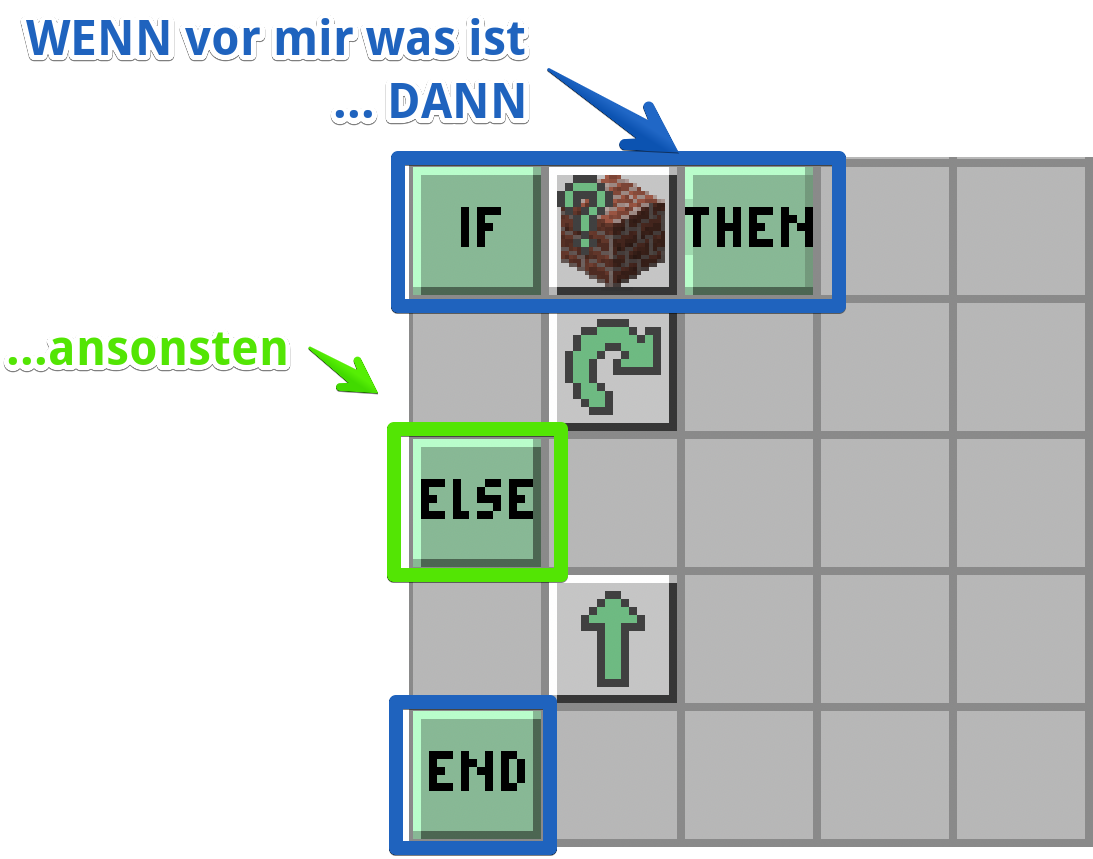 WENN vor mir was ist
... DANN
IF ? THEN
...ansonsten
ELSE
END